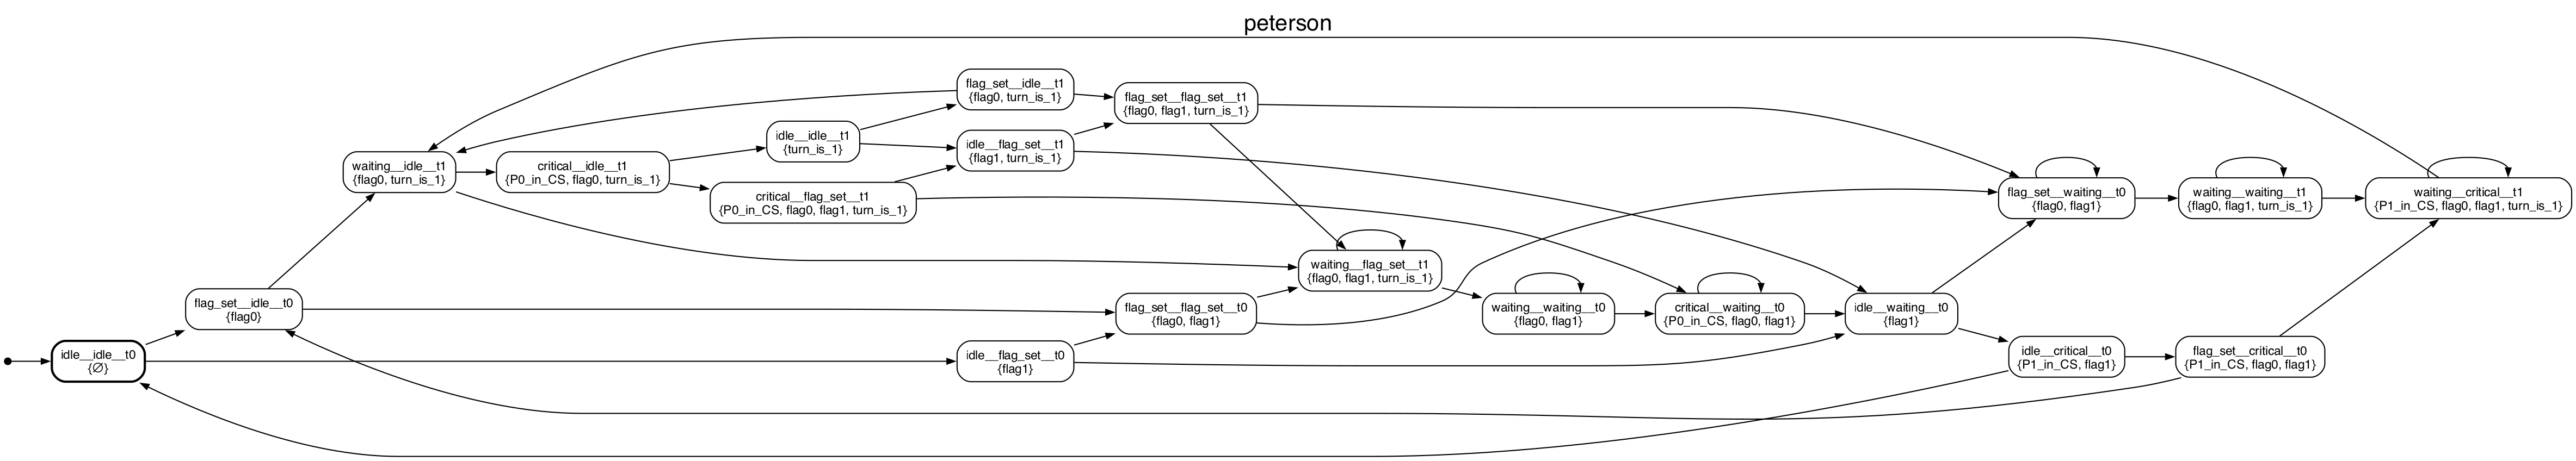 peterson
flag_set__idle__t1
{flag0, turn_is_1}
flag_set__flag_set__t1
{flag0, flag1, turn_is_1}
idle__idle__t1
{turn_is_1}
idle__flag_set__t1
{flag1, turn_is_1}
waiting__idle__t1
{flag0, turn_is_1}
critical__idle__t1
{P0_in_CS, flag0, turn_is_1}
critical__flag_set__t1
{P0_in_CS, flag0, flag1, turn_is_1}
flag_set__waiting__t0
{flag0, flag1}
waiting__waiting__t1
{flag0, flag1, turn_is_1}
waiting__critical__t1
{P1_in_CS, flag0, flag1, turn_is_1}
waiting__flag_set__t1
{flag0, flag1, turn_is_1}
flag_set__idle__t0
{flag0}
flag_set__flag_set__t0
{flag0, flag1}
waiting__waiting__t0
{flag0, flag1}
critical__waiting__t0
{P0_in_CS, flag0, flag1}
idle__waiting__t0
{flag1}
idle__idle__t0
{∅}
idle__flag_set__t0
{flag1}
idle__critical__t0
{P1_in_CS, flag1}
flag_set__critical__t0
{P1_in_CS, flag0, flag1}